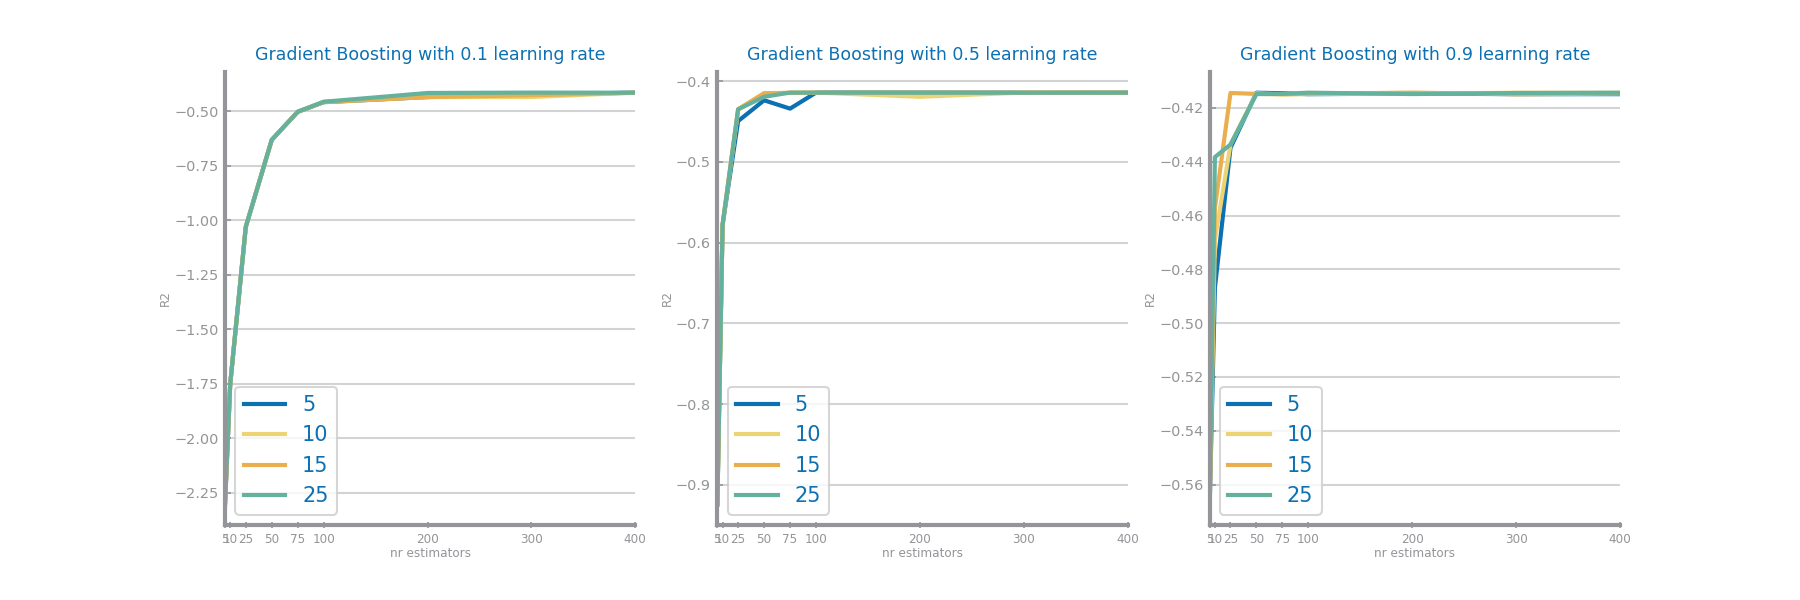 Gradient Boosting with 0.1 learning rate
R2
−0.50
−0.75
−1.00
−1.25
−1.50
−1.75
−2.00
−2.25
5 10 25 50 75 100 200 300 400
nr estimators
5
10
15
25
Gradient Boosting with 0.5 learning rate
R2
−0.4
−0.5
−0.6
−0.7
−0.8
−0.9
5 10 25 50 75 100 200 300 400
nr estimators
5
10
15
25
Gradient Boosting with 0.9 learning rate
R2
−0.42
−0.44
−0.46
−0.48
−0.50
−0.52
−0.54
−0.56
5 10 25 50 75 100 200 300 400
nr estimators
5
10
15
25